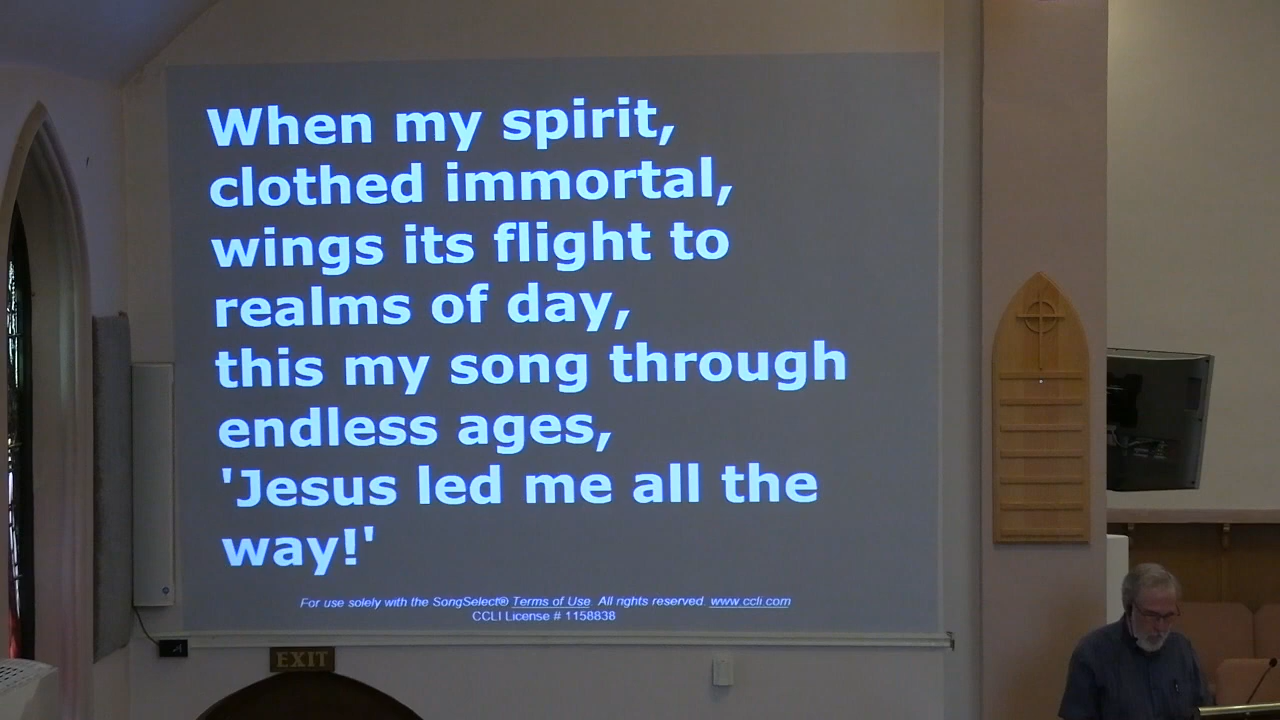 When my spirit,
clothed immortal,
wings its flight to
realms of day,
this my song through
endless ages,
'Jesus led me all the
way!'
For use solely with the SongSelect® Terms of Use. All rights reserved. www.ccli.com
CCLI License # 1158838
EXIT